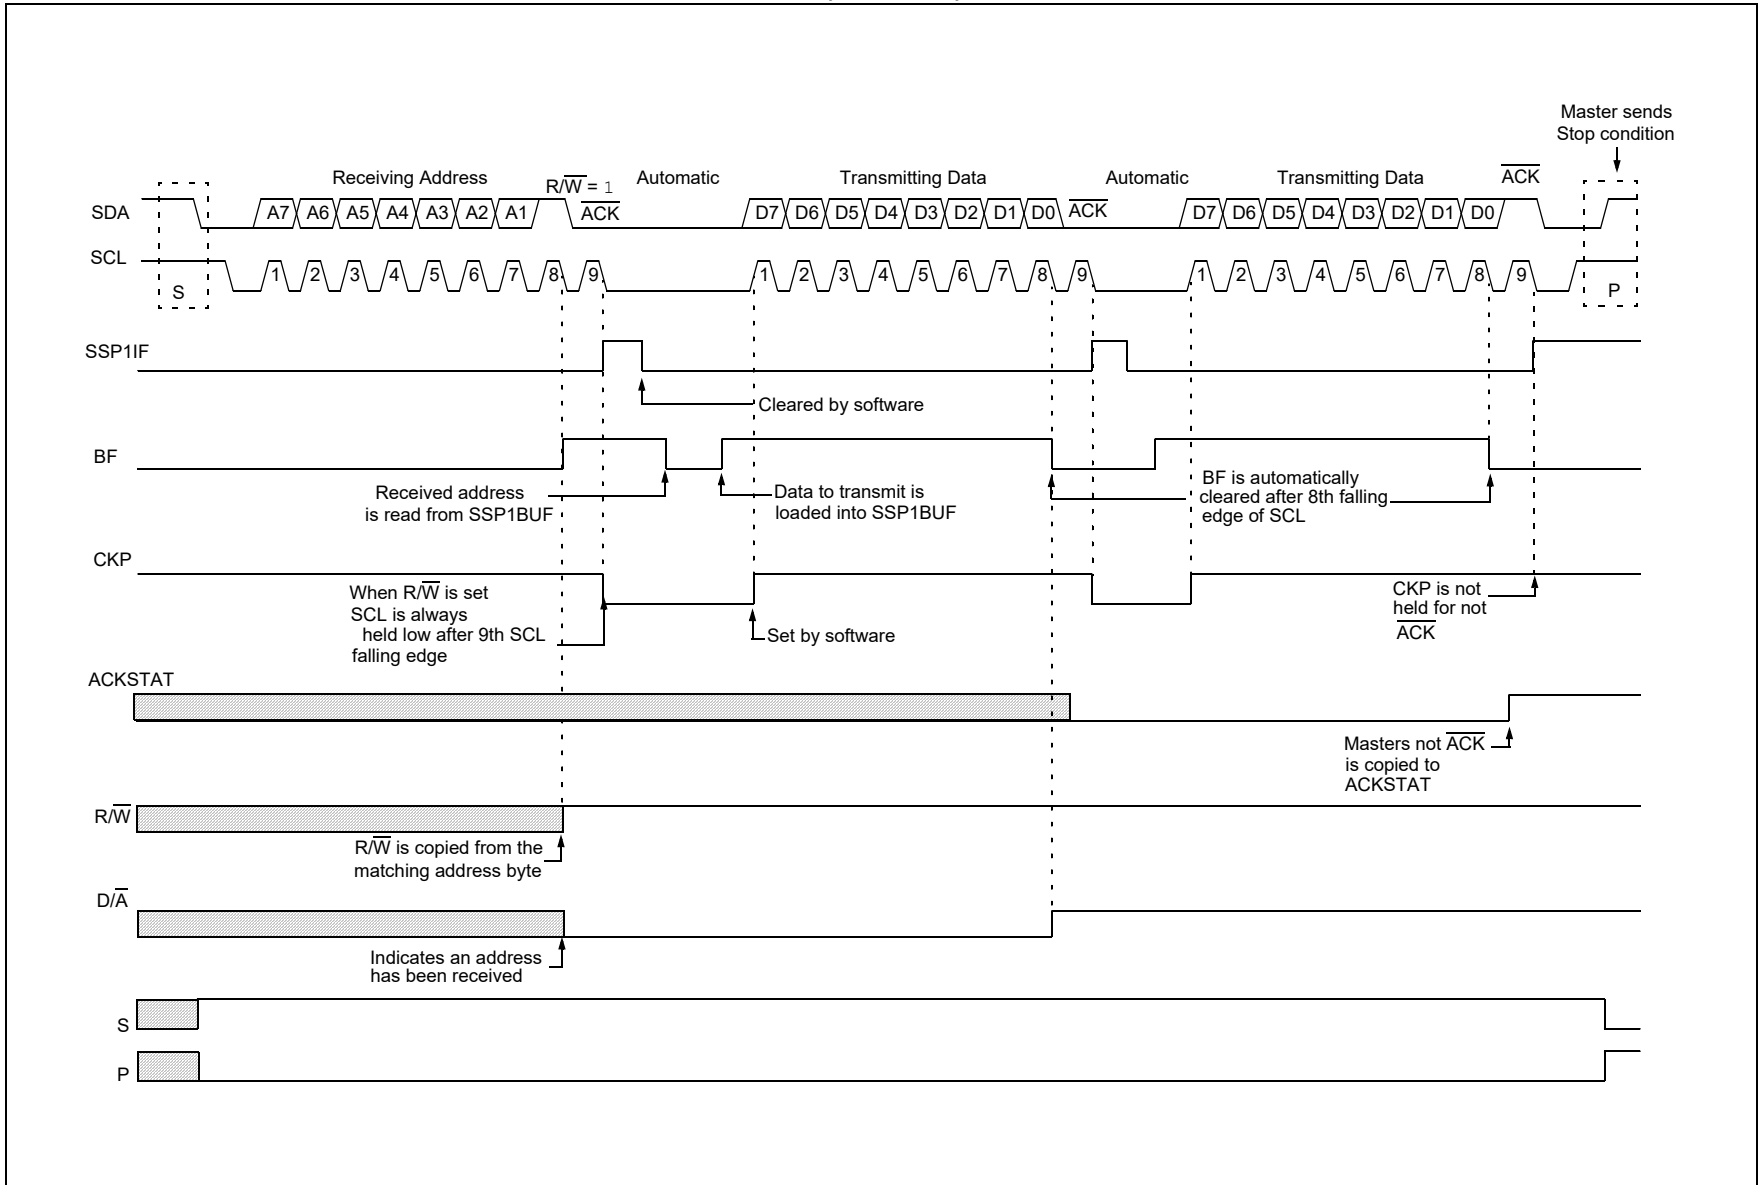 Master sends
Stop condition
Receiving Address
R/W̅ = 1
Automatic
Transmitting Data
A̅C̅K̅
Automatic
Transmitting Data
A̅C̅K̅
SDA
A7 A6 A5 A4 A3 A2 A1
A̅C̅K̅
D7 D6 D5 D4 D3 D2 D1 D0
D7 D6 D5 D4 D3 D2 D1 D0
SCL
1 2 3 4 5 6 7 8 9
1 2 3 4 5 6 7 8 9
1 2 3 4 5 6 7 8 9
S
P
SSP1IF
Cleared by software
BF
Received address
is read from SSP1BUF
Data to transmit is
loaded into SSP1BUF
BF is automatically
cleared after 8th falling
edge of SCL
CKP
When R/W̅ is set
SCL is always
held low after 9th SCL
falling edge
Set by software
CKP is not
held for not
A̅C̅K̅
ACKSTAT
Masters not A̅C̅K̅
is copied to
ACKSTAT
R/W̅
R/W̅ is copied from the
matching address byte
D/A̅
Indicates an address
has been received
S
P